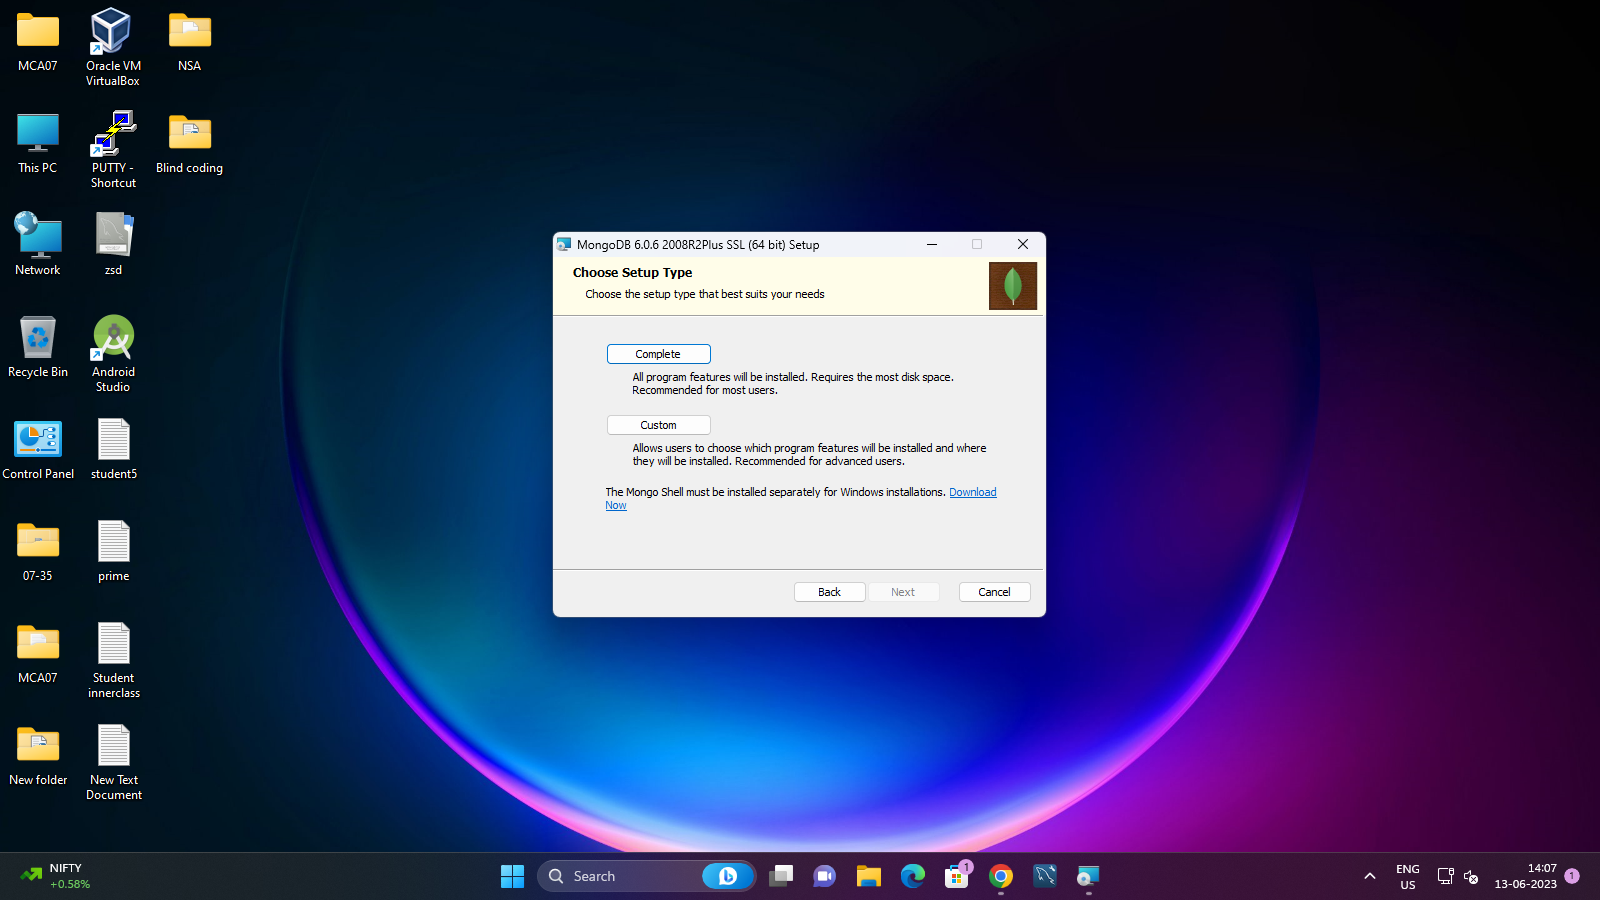 MCA07
Oracle VM
VirtualBox
NSA
This PC
PUTTY -
Shortcut
Blind coding
Network
zsd
Recycle Bin
Android
Studio
Control Panel
student5
07-35
prime
MCA07
Student
innerclass
New folder
New Text
Document
MongoDB 6.0.6 2008R2Plus SSL (64 bit) Setup
Choose Setup Type
Choose the setup type that best suits your needs
Complete
All program features will be installed. Requires the most disk space.
Recommended for most users.
Custom
Allows users to choose which program features will be installed and where
they will be installed. Recommended for advanced users.
The Mongo Shell must be installed separately for Windows installations. Download
Now
Back
Next
Cancel
NIFTY
+0.58%
Search
1
ENG
US
14:07
13-06-2023
1